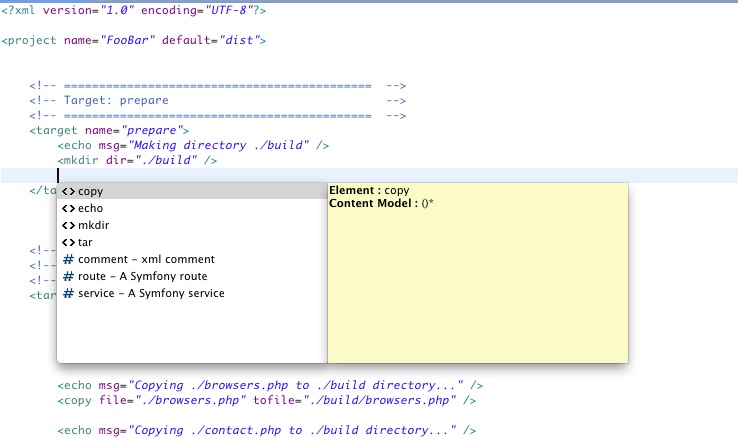 <?xml version="1.0" encoding="UTF-8"?>
<project name="FooBar" default="dist">
<!-- ============================================ -->
<!-- Target: prepare -->
<!-- ============================================ -->
<target name="prepare">
<echo msg="Making directory ./build" />
<mkdir dir="./build" />
</ta
<> copy
<> echo
<> mkdir
<> tar
# comment – xml comment
# route – A Symfony route
# service – A Symfony service
Element : copy
Content Model : ()*
<!--
<!--
<!--
<tar
<echo msg="Copying ./browsers.php to ./build directory..." />
<copy file="./browsers.php" tofile="./build/browsers.php" />
<echo msg="Copying ./contact.php to ./build directory..." />